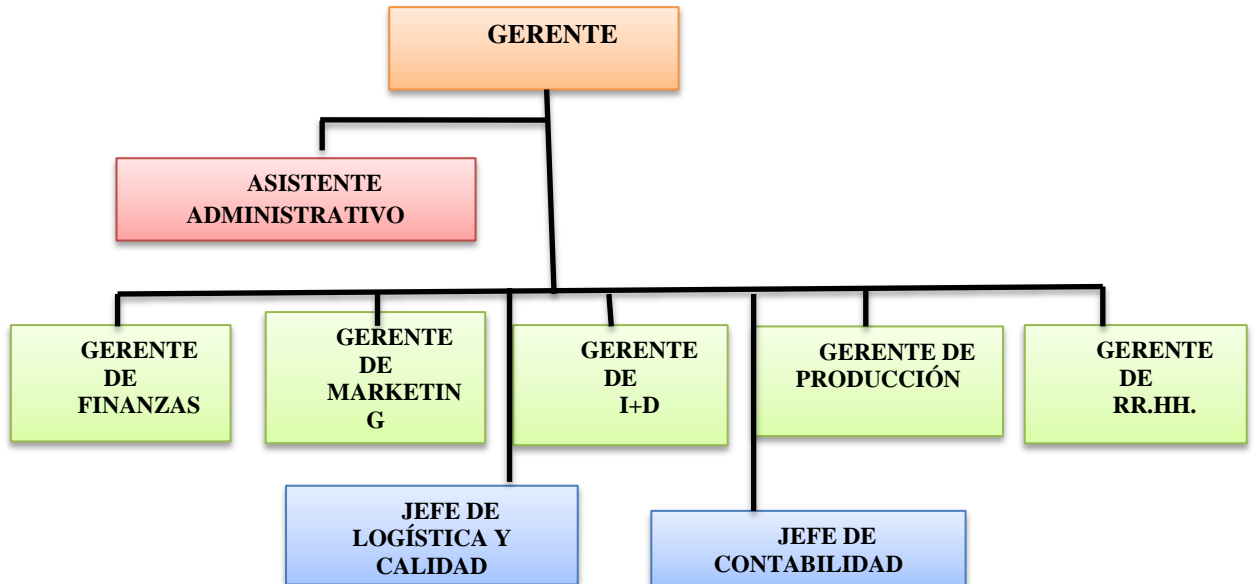 GERENTE
ASISTENTE
ADMINISTRATIVO
GERENTE
DE
FINANZAS
GERENTE
DE
MARKETIN
G
GERENTE
DE
I+D
GERENTE DE
PRODUCCIÓN
GERENTE
DE
RR.HH.
JEFE DE
LOGÍSTICA Y
CALIDAD
JEFE DE
CONTABILIDAD